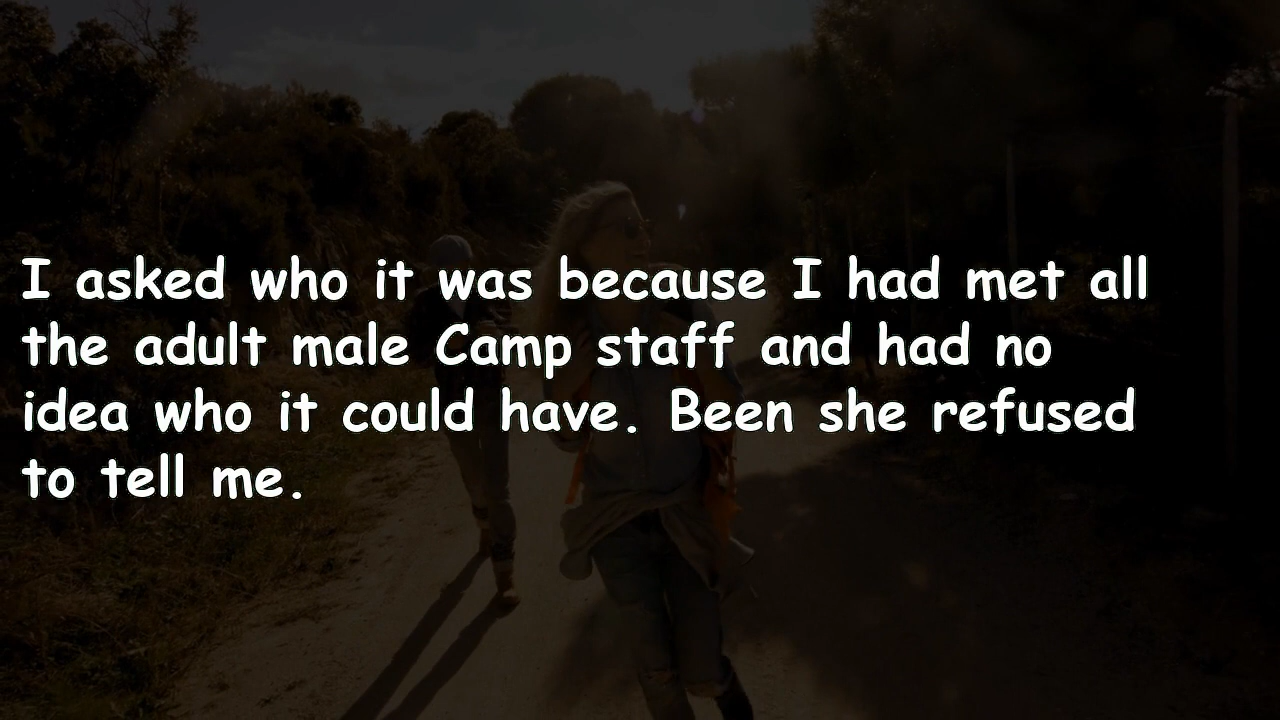 I asked who it was because I had met all
the adult male Camp staff and had no
idea who it could have. Been she refused
to tell me.